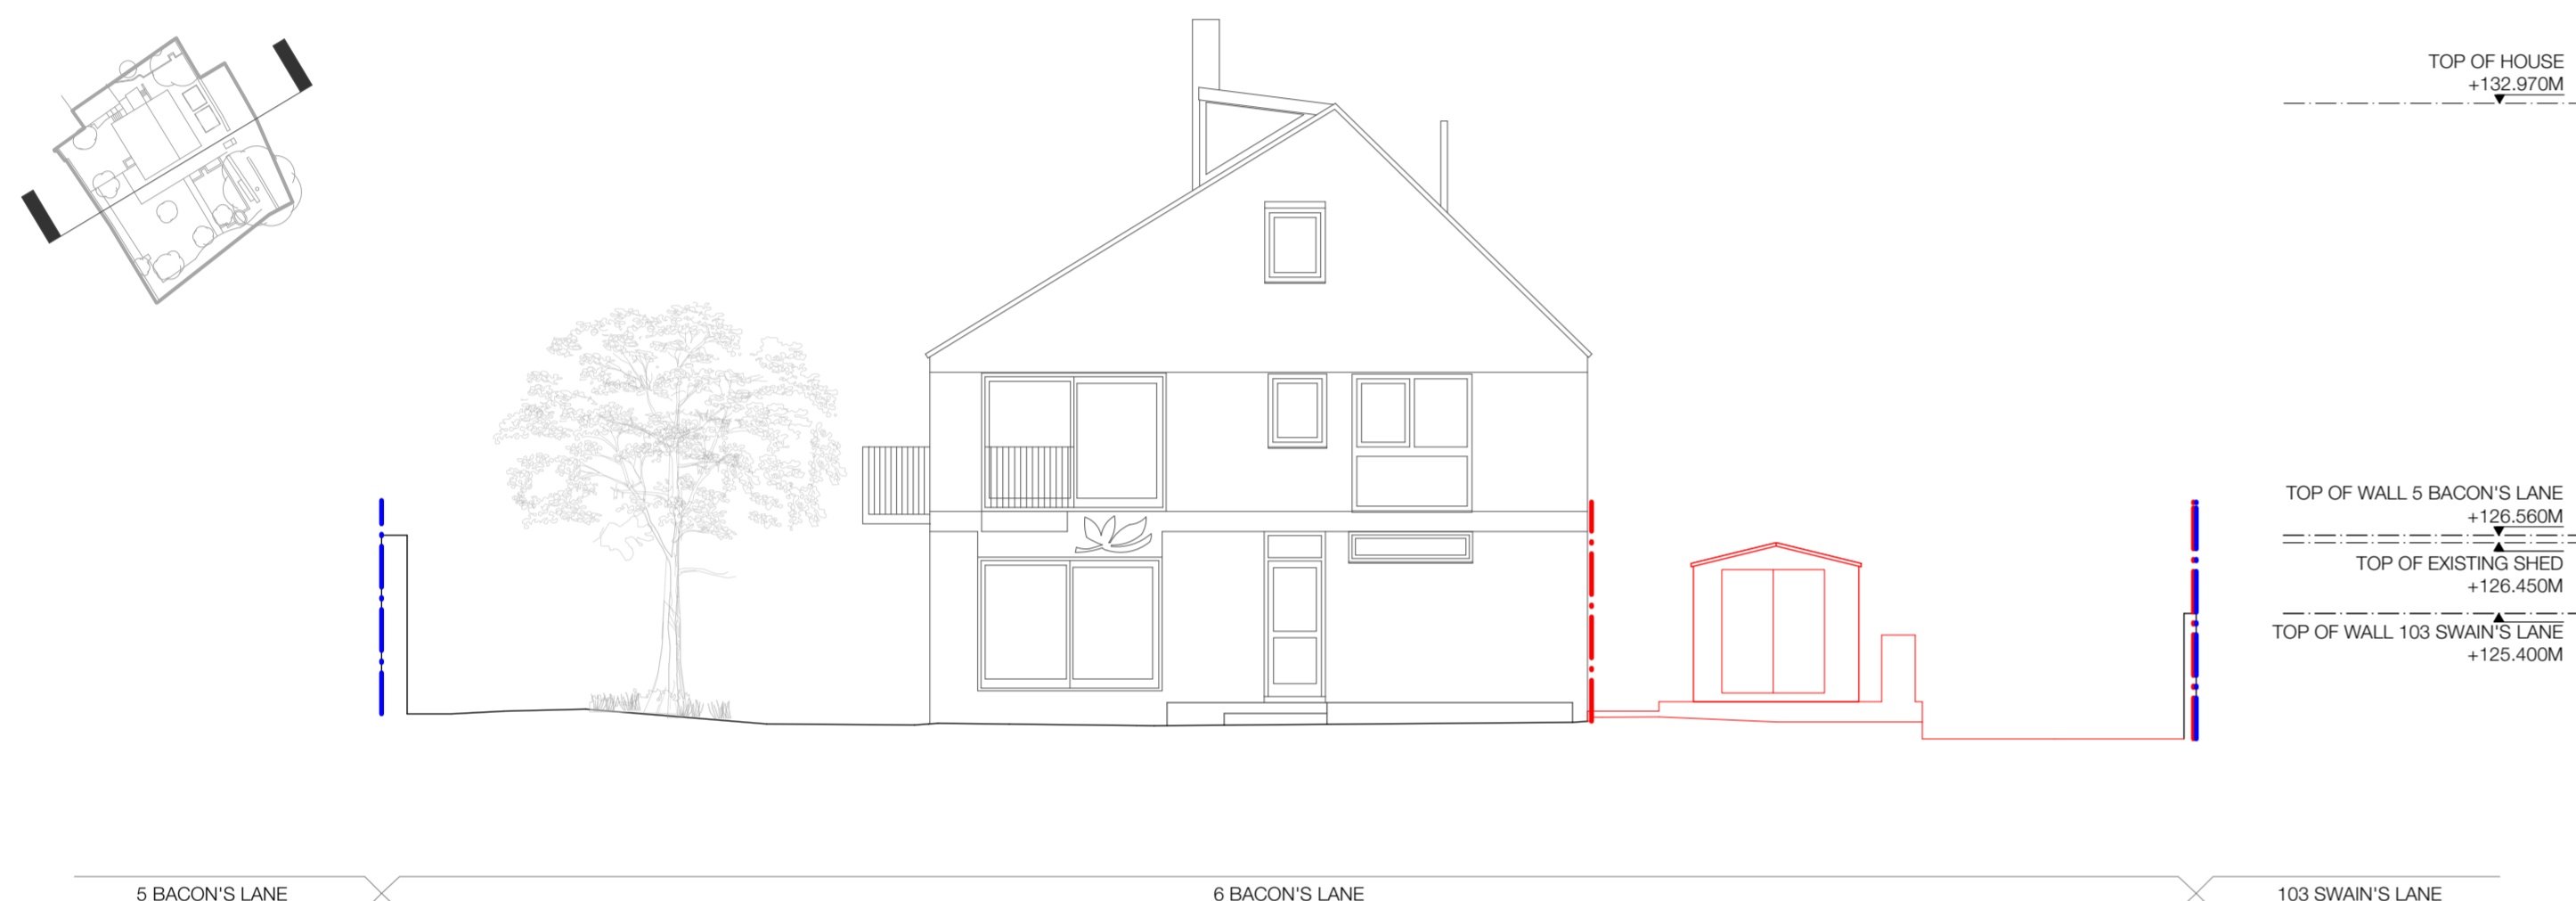 TOP OF HOUSE
+132.970M
TOP OF WALL 5 BACON'S LANE
+126.560M
TOP OF EXISTING SHED
+126.450M
TOP OF WALL 103 SWAIN'S LANE
+125.400M
5 BACON'S LANE
6 BACON'S LANE
103 SWAIN'S LANE